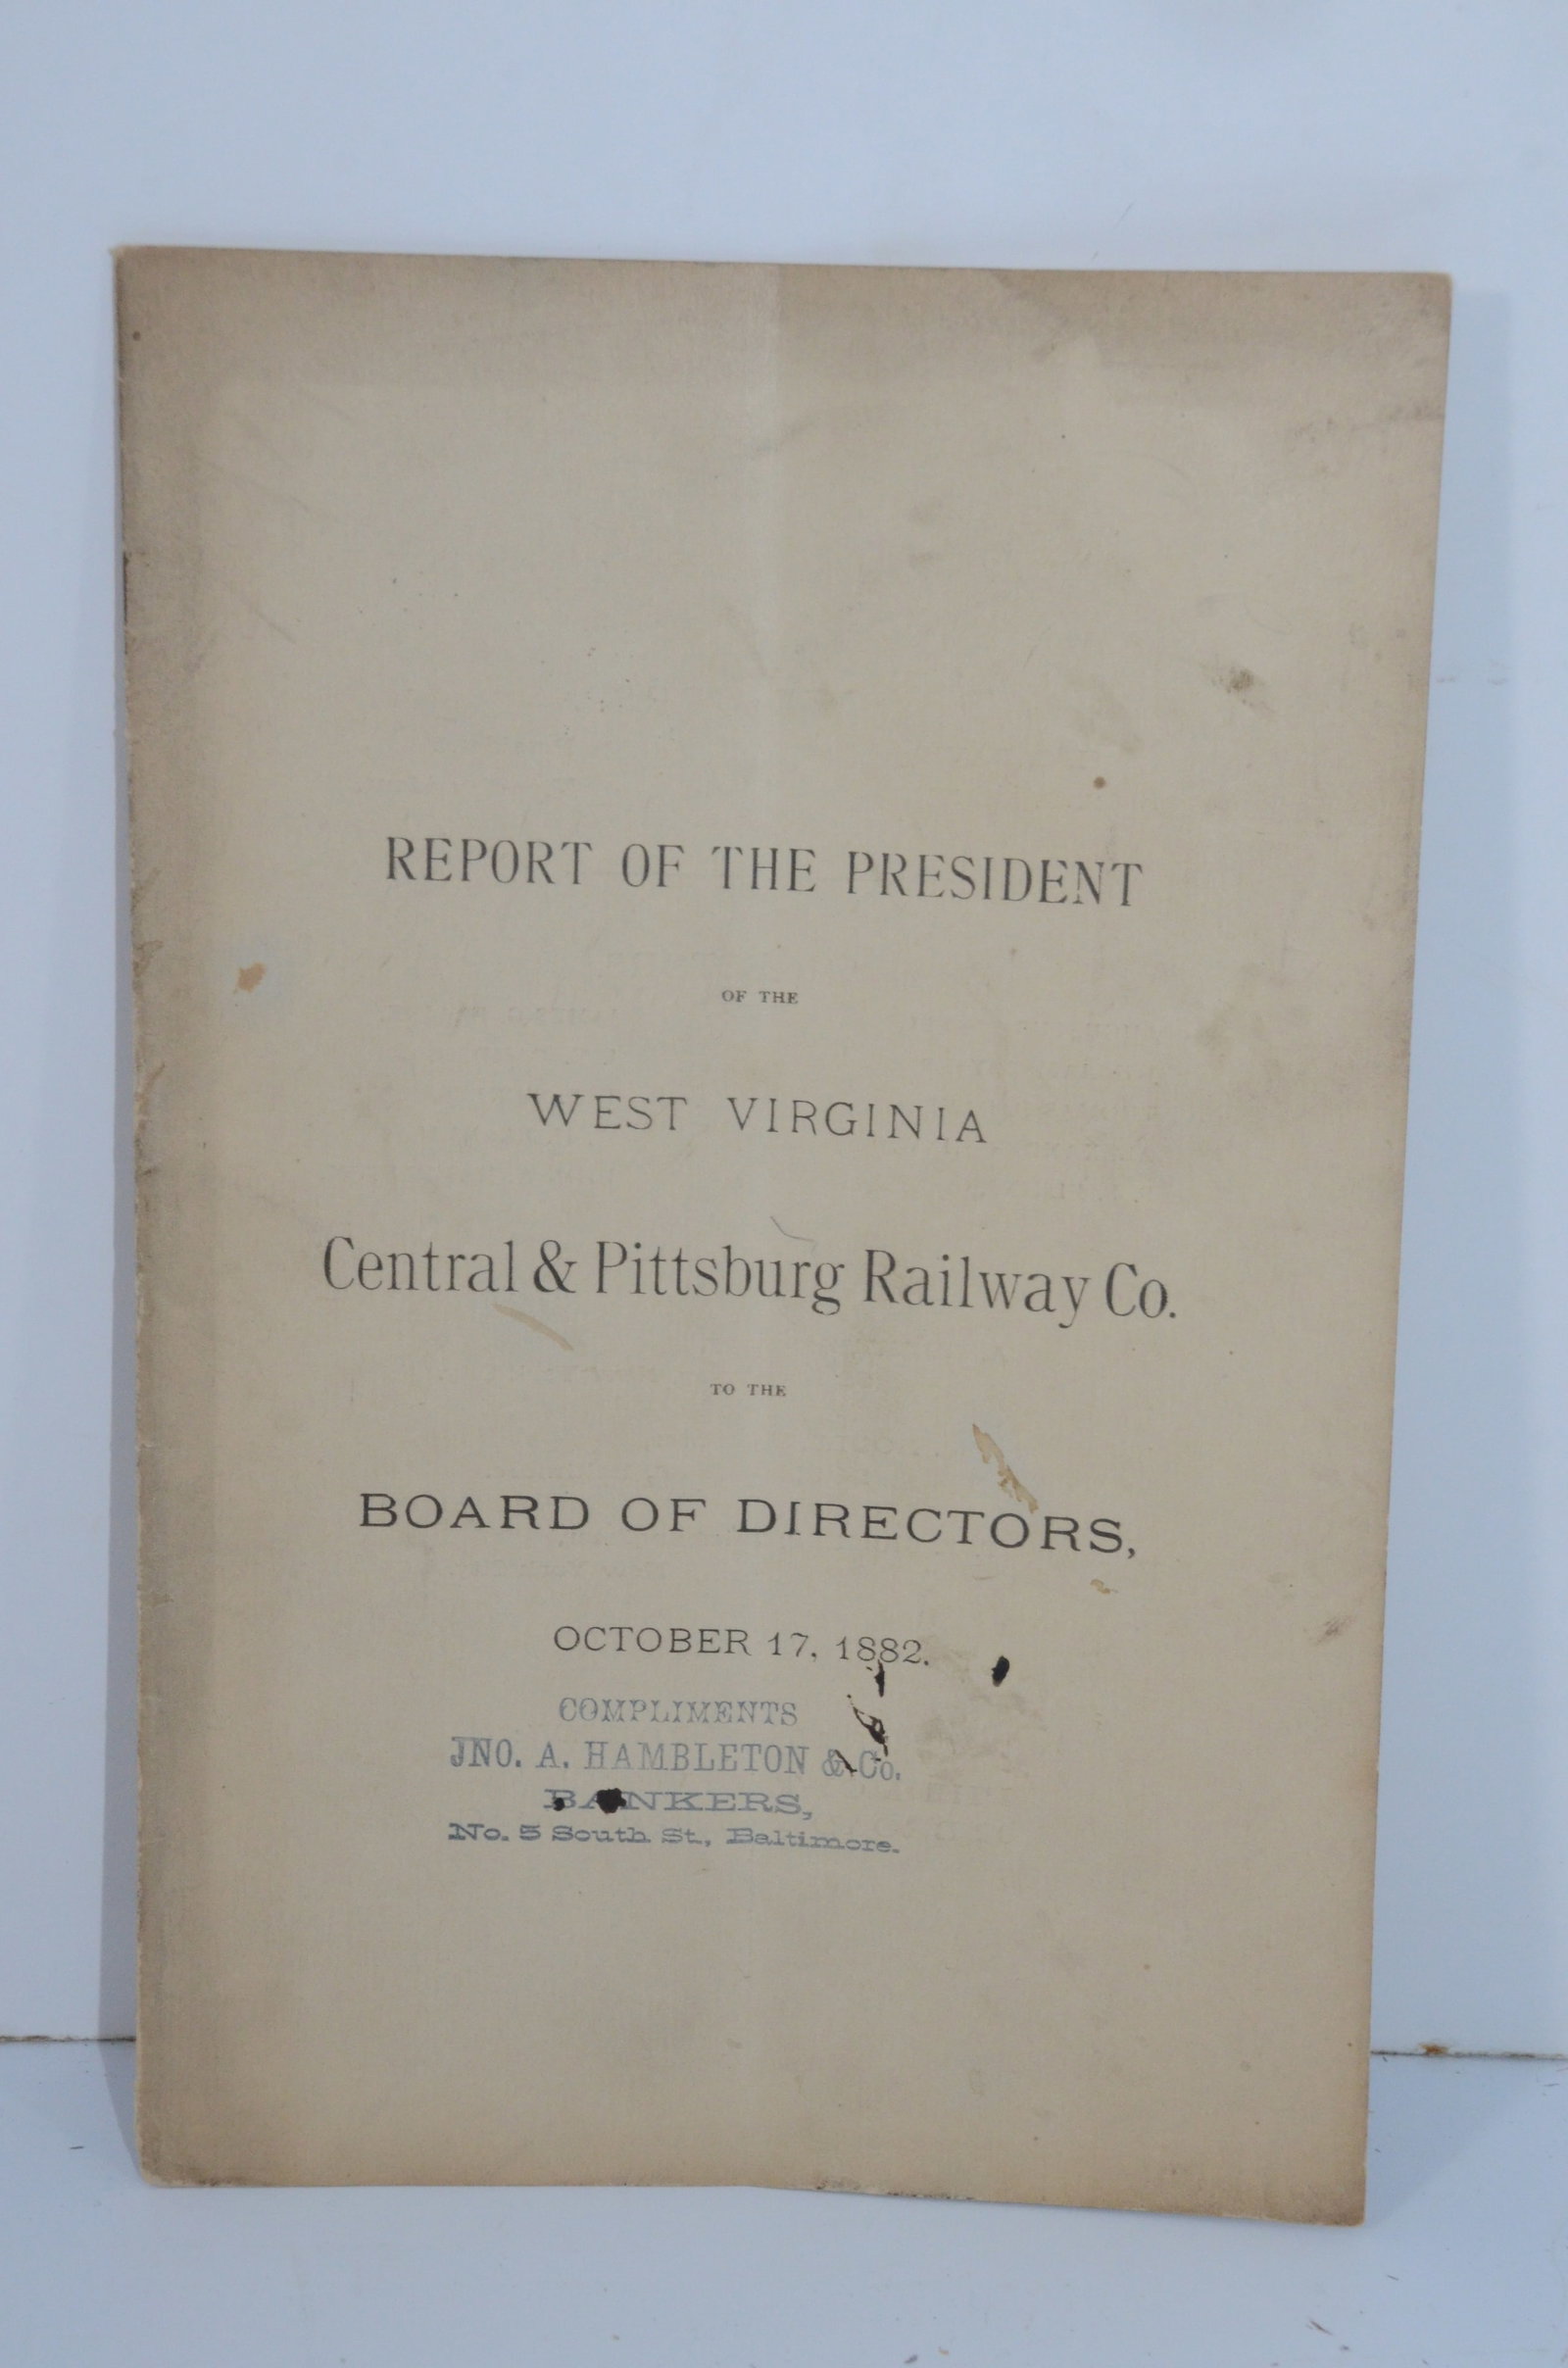 REPORT OF THE PRESIDENT
OF THE
WEST VIRGINIA
Central & Pittsburg Railway Co.
TO THE
BOARD OF DIRECTORS,
OCTOBER 17, 1882.
COMPLIMENTS
JNO. A. HAMBLETON & Co.
BANKERS,
No. 5 South St., Baltimore.